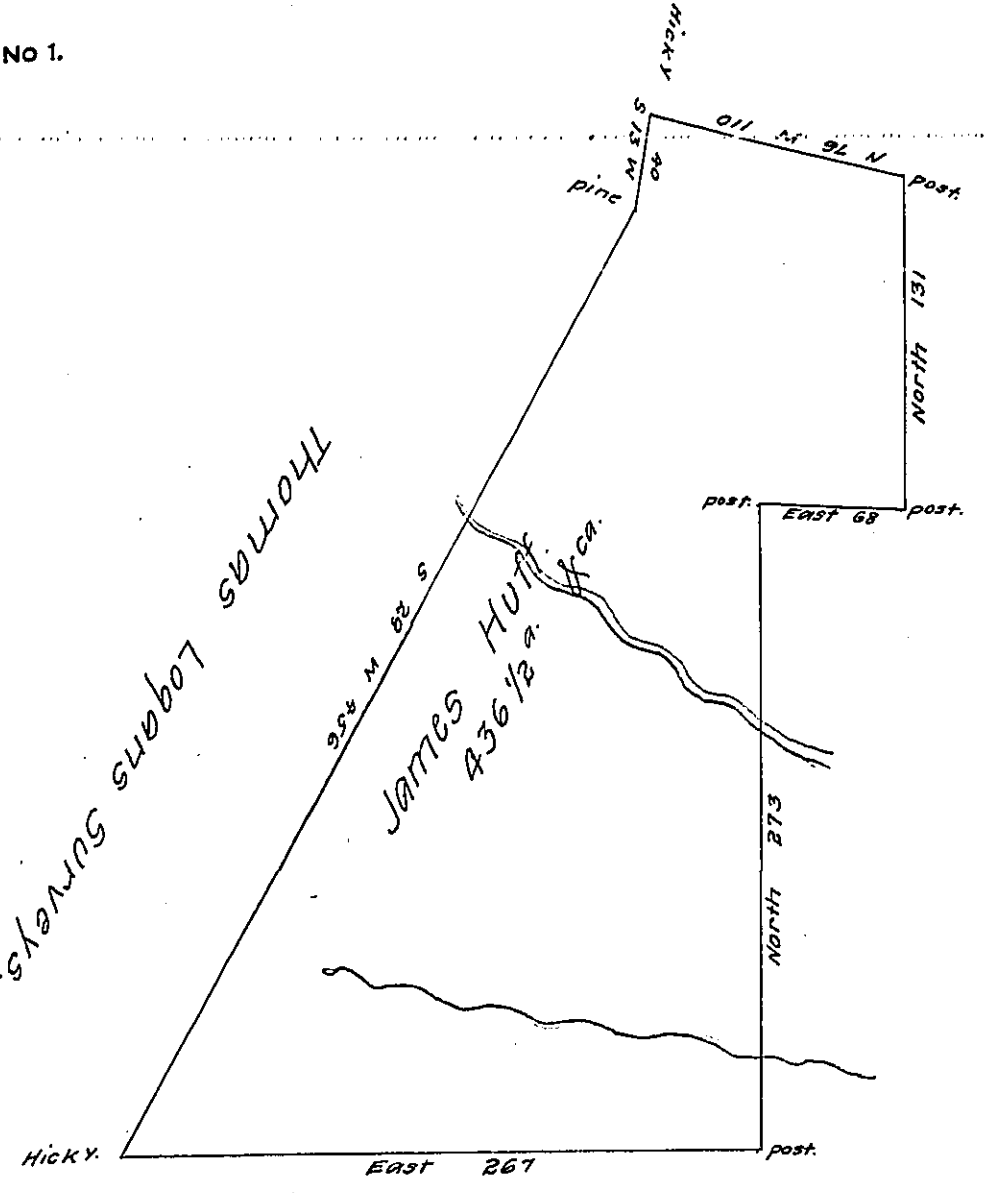 No 1.
Hicky
S 13 W 40
N 76 W 110
post.
pine
North 131
post.
East 68
post.
Thomas Logans Surveys.
S 29 W 456
James Huff
&ca.
436 1/2 a.
North 273
Hicky.
East 267
post.